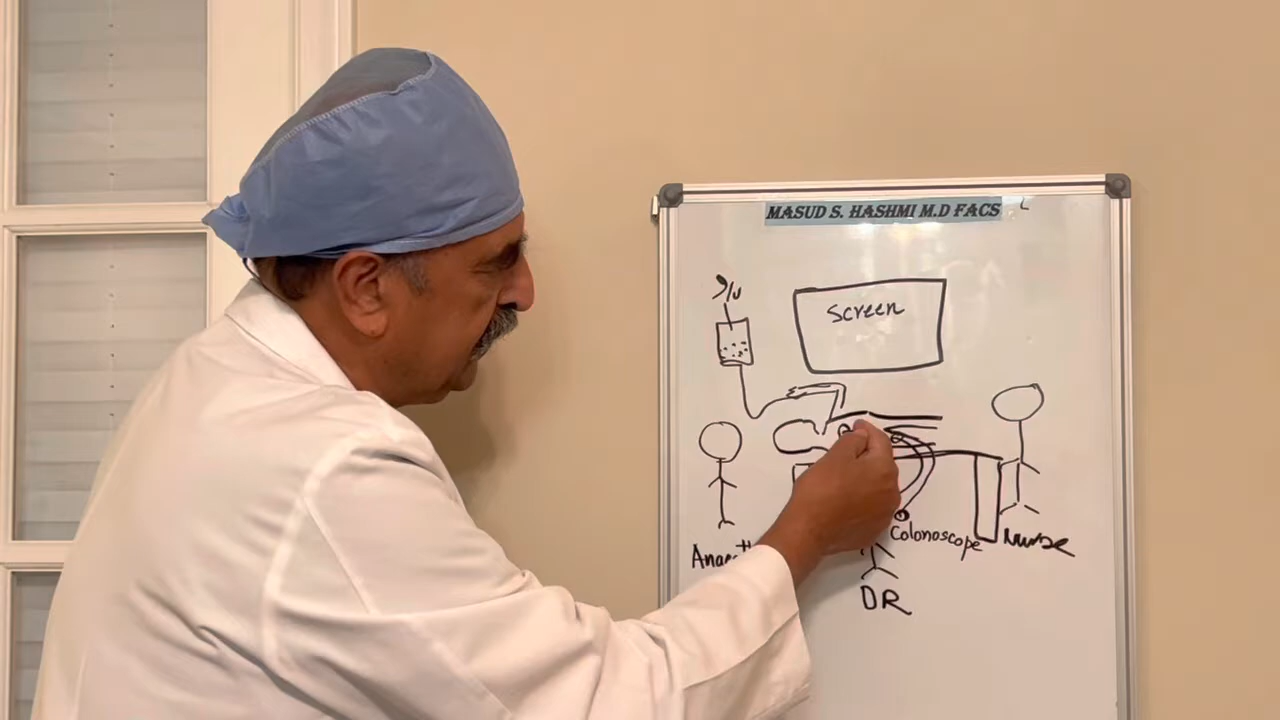 MASUD S. HASHMI M.D FACS
I/V
Screen
Colonoscope
Nurse
DR